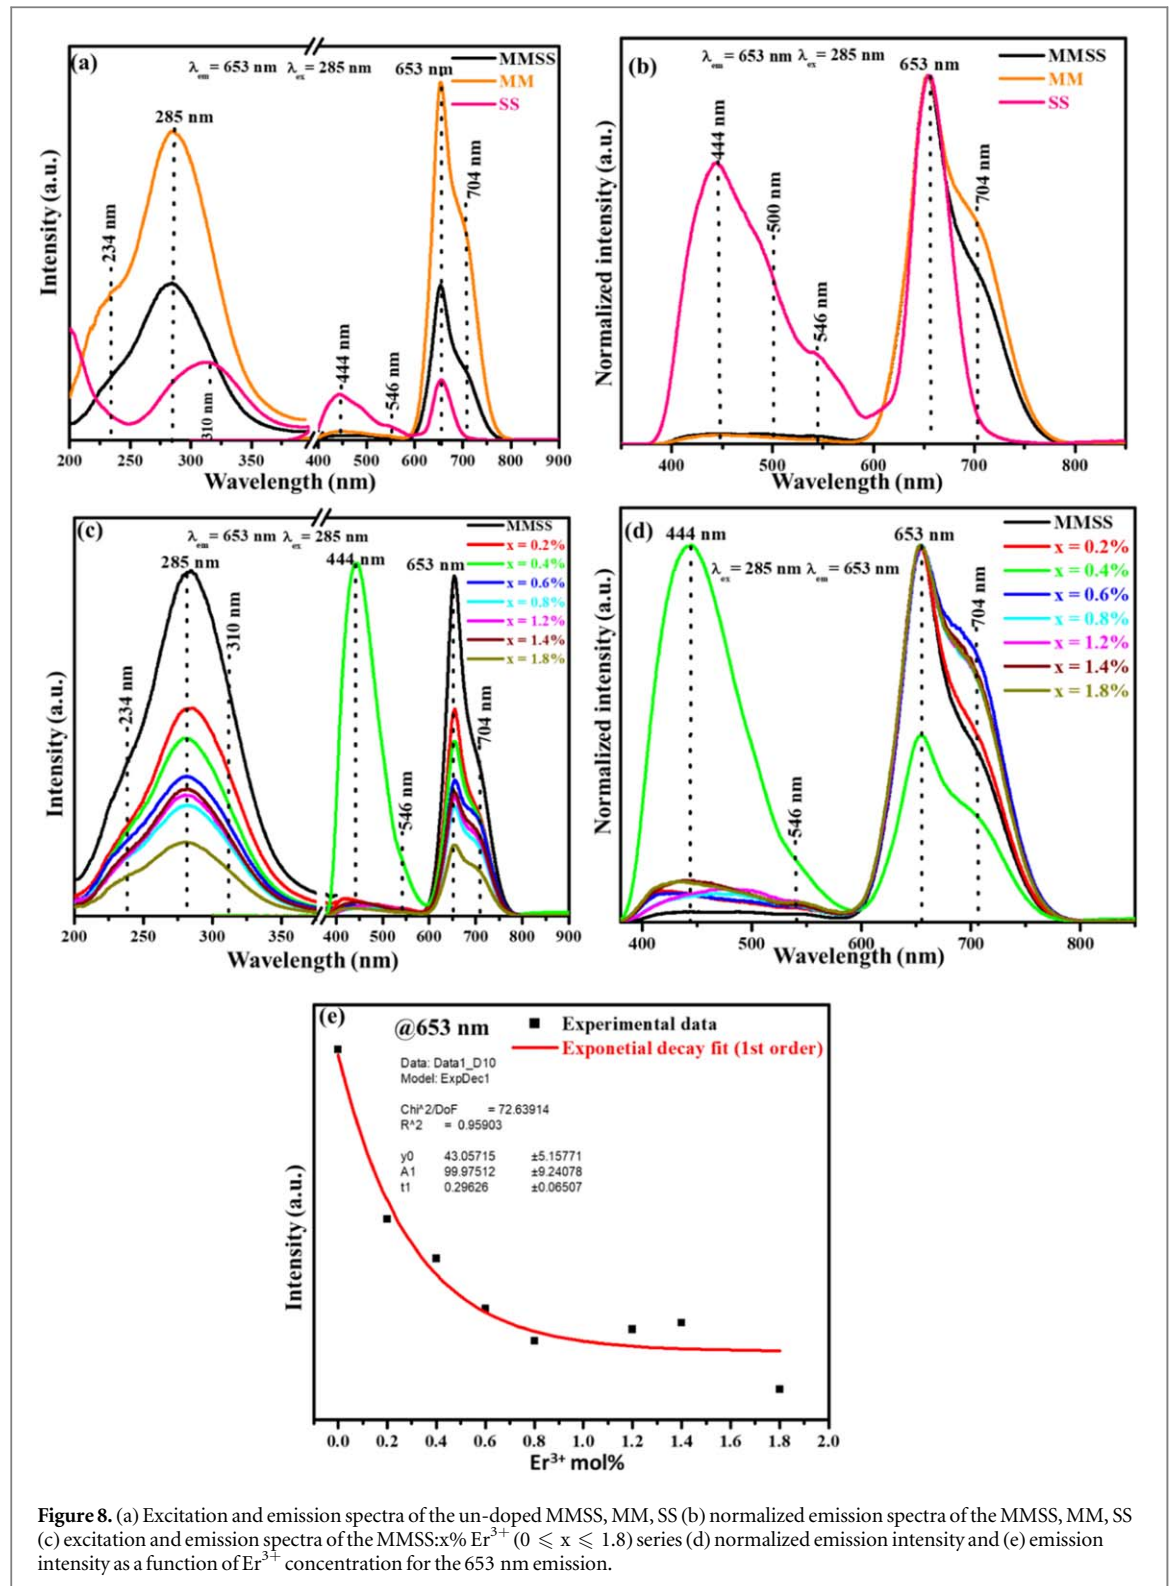 (a)
λem = 653 nm λex = 285 nm
653 nm
MMSS
MM
SS
285 nm
234 nm
310 nm
444 nm
546 nm
704 nm
Intensity (a.u.)
200 250 300 350 400 500 600 700 800 900
Wavelength (nm)
(b)
λem = 653 nm λex = 285 nm
653 nm
MMSS
MM
SS
444 nm
500 nm
546 nm
704 nm
Normalized intensity (a.u.)
400 500 600 700 800
Wavelength (nm)
(c)
λem = 653 nm λex = 285 nm
285 nm
444 nm
653 nm
MMSS
x = 0.2%
x = 0.4%
x = 0.6%
x = 0.8%
x = 1.2%
x = 1.4%
x = 1.8%
234 nm
310 nm
546 nm
704 nm
Intensity (a.u.)
200 250 300 350 400 500 600 700 800 900
Wavelength (nm)
(d)
444 nm
653 nm
λex = 285 nm λem = 653 nm
MMSS
x = 0.2%
x = 0.4%
x = 0.6%
x = 0.8%
x = 1.2%
x = 1.4%
x = 1.8%
546 nm
704 nm
Normalized intensity (a.u.)
400 500 600 700 800
Wavelength (nm)
(e)
@653 nm
Experimental data
Exponetial decay fit (1st order)
Data: Data1_D10
Model: ExpDec1
Chi^2/DoF = 72.63914
R^2 = 0.95903
y0 43.05715 ±5.15771
A1 99.97512 ±9.24078
t1 0.29626 ±0.06507
Intensity (a.u.)
0.0 0.2 0.4 0.6 0.8 1.0 1.2 1.4 1.6 1.8 2.0
Er³⁺ mol%
Figure 8. (a) Excitation and emission spectra of the un-doped MMSS, MM, SS (b) normalized emission spectra of the MMSS, MM, SS
(c) excitation and emission spectra of the MMSS:x% Er³⁺ (0 ⩽ x ⩽ 1.8) series (d) normalized emission intensity and (e) emission
intensity as a function of Er³⁺ concentration for the 653 nm emission.